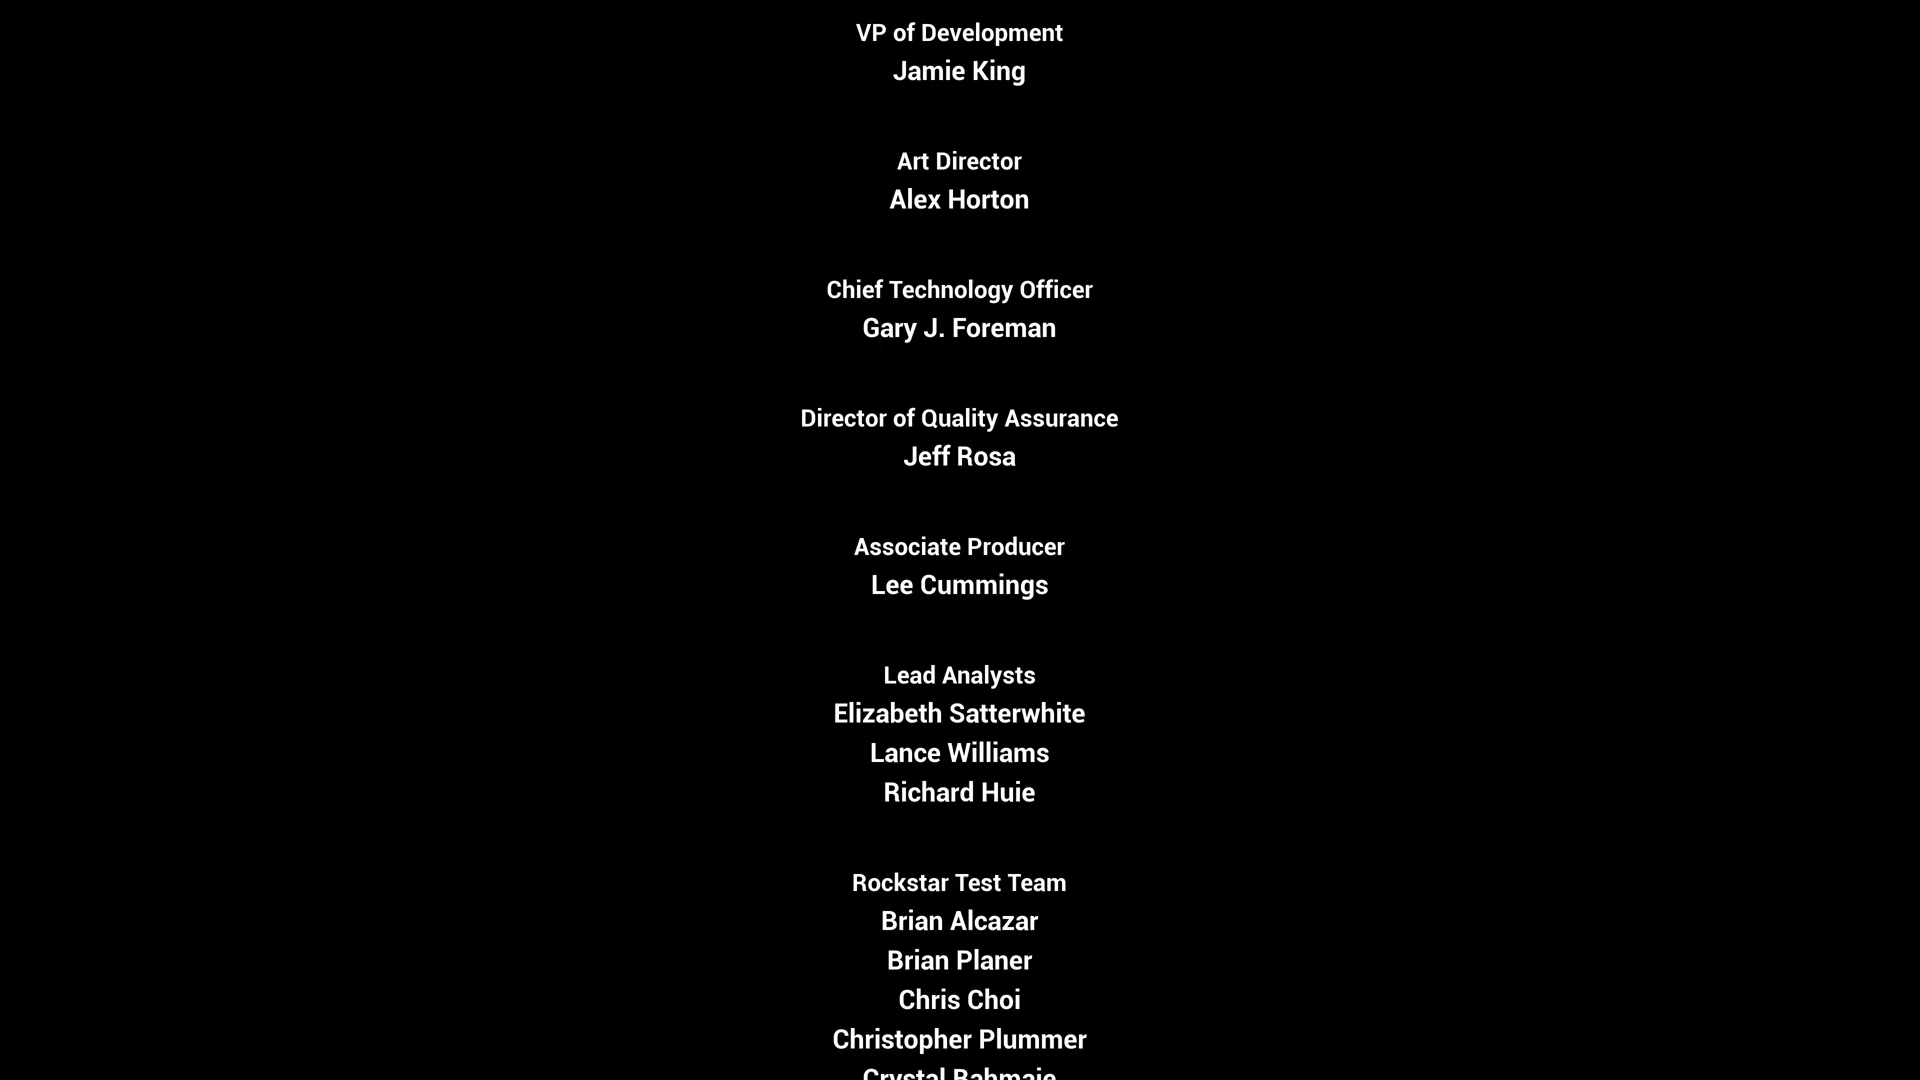 VP of Development
Jamie King
Art Director
Alex Horton
Chief Technology Officer
Gary J. Foreman
Director of Quality Assurance
Jeff Rosa
Associate Producer
Lee Cummings
Lead Analysts
Elizabeth Satterwhite
Lance Williams
Richard Huie
Rockstar Test Team
Brian Alcazar
Brian Planer
Chris Choi
Christopher Plummer
Crystal